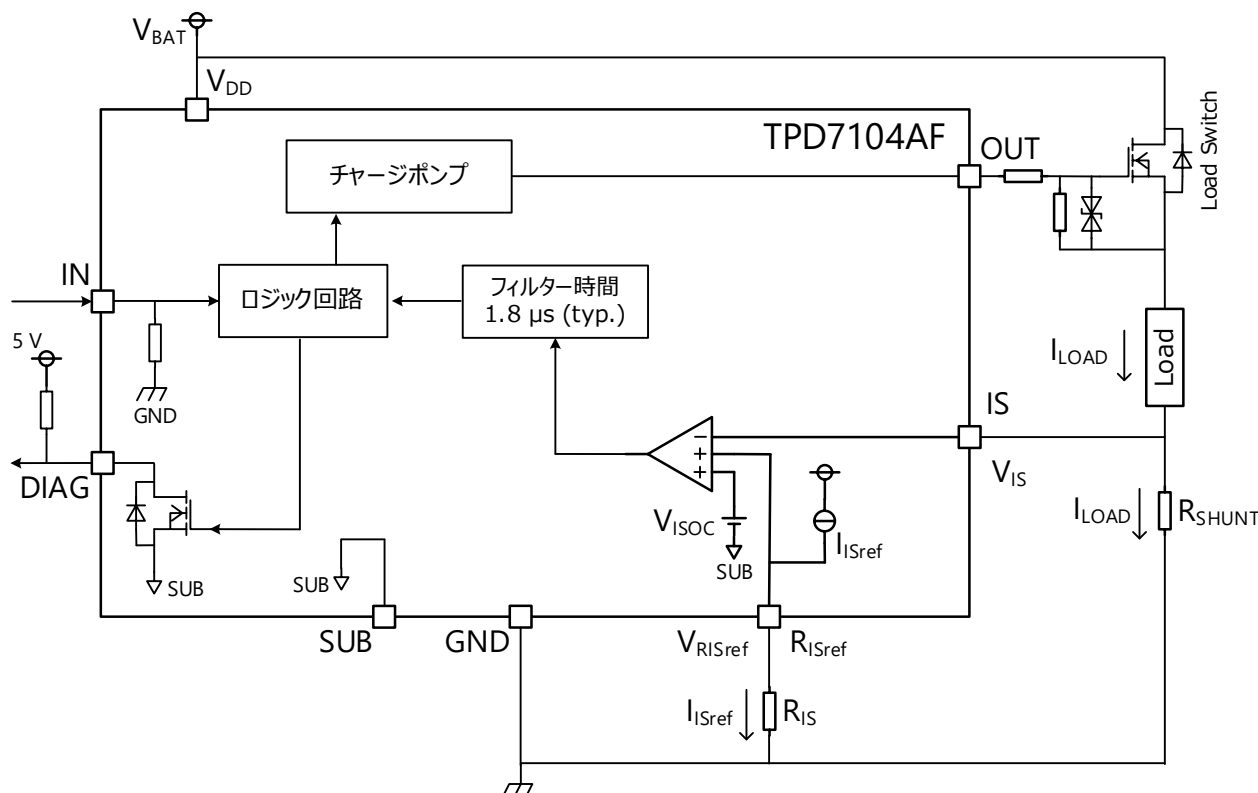 VBAT
VDD
TPD7104AF
OUT
Load Switch
チャージポンプ
IN
ロジック回路
フィルター時間
1.8 µs (typ.)
5 V
GND
ILOAD
Load
IS
DIAG
VIS
VISOC
IISref
ILOAD
RSHUNT
SUB
SUB
SUB
SUB
GND
VRISref
RISref
IISref
RIS